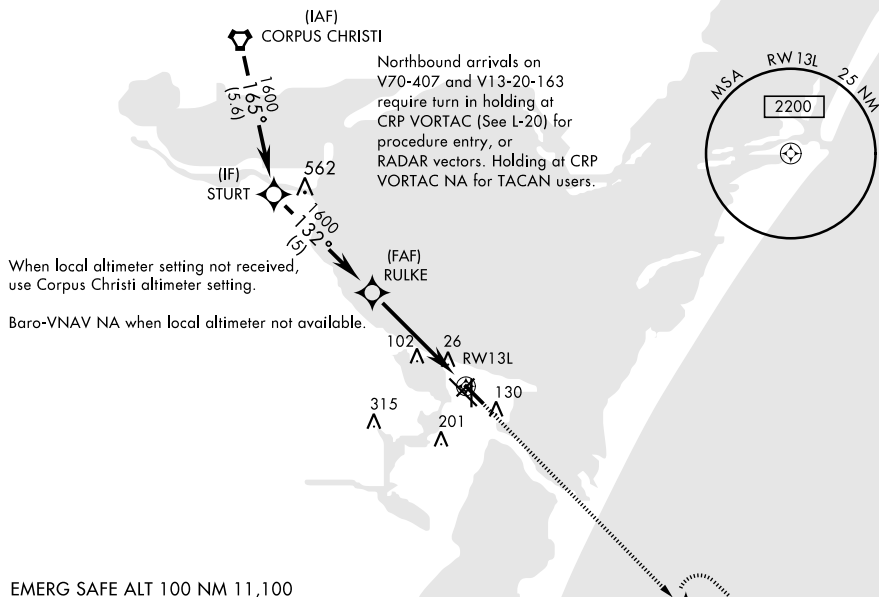 (IAF)
CORPUS CHRISTI
1600
165°
(5.6)
Northbound arrivals on
V70-407 and V13-20-163
require turn in holding at
CRP VORTAC (See L-20) for
procedure entry, or
RADAR vectors. Holding at CRP
VORTAC NA for TACAN users.
MSA RW 13L 25 NM
2200
(IF)
STURT
562
1600
132°
(5)
(FAF)
RULKE
When local altimeter setting not received,
use Corpus Christi altimeter setting.
Baro-VNAV NA when local altimeter not available.
102
26
RW13L
130
315
201
EMERG SAFE ALT 100 NM 11,100